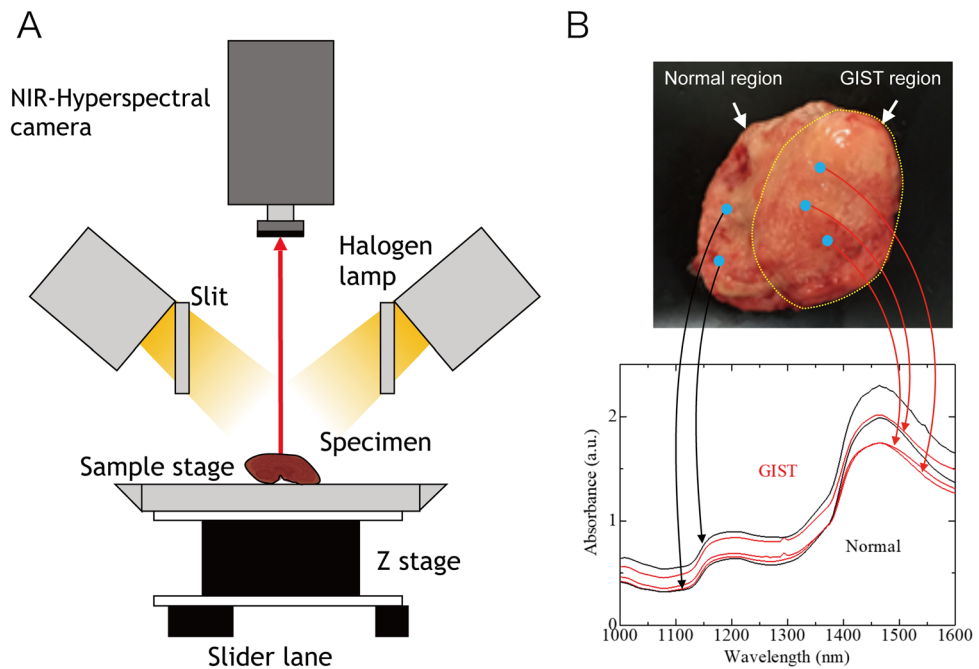 A
NIR-Hyperspectral
camera
Halogen
lamp
Slit
Specimen
Sample stage
Z stage
Slider lane
B
Normal region
GIST region
2
1
0
Absorbance (a.u.)
GIST
Normal
1000 1100 1200 1300 1400 1500 1600
Wavelength (nm)